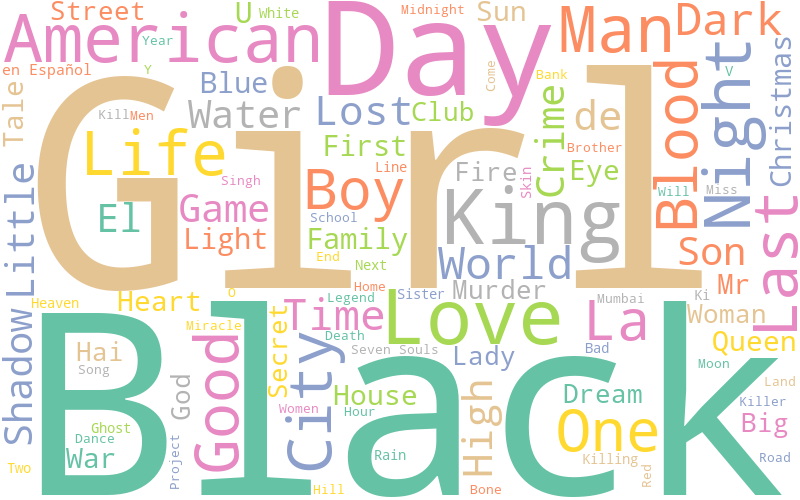 Street
U
White
Midnight
Sun
American
Day
Man
Dark
Year
en Español
Y
Blue
Come
Bank
V
Christmas
Tale
Kill
Men
Water
Lost
Club
de
Blood
Night
Life
First
Crime
Brother
Line
Fire
Eye
Girl
Singh
Boy
Skin
Will
Miss
El
Game
School
King
Last
Little
Light
Family
Son
End
Next
World
Mr
Home
Murder
Ki
Heaven
Heart
O
Legend
Sister
Mumbai
Woman
Shadow
Time
Love
La
Miracle
Death
Queen
Hai
Secret
Seven Souls
Lady
Bad
Moon
Song
City
Land
Good
God
House
Dream
Killer
Black
Women
Hour
High
One
Big
Ghost
Dance
War
Project
Rain
Killing
Red
Road
Two
Hill
Bone